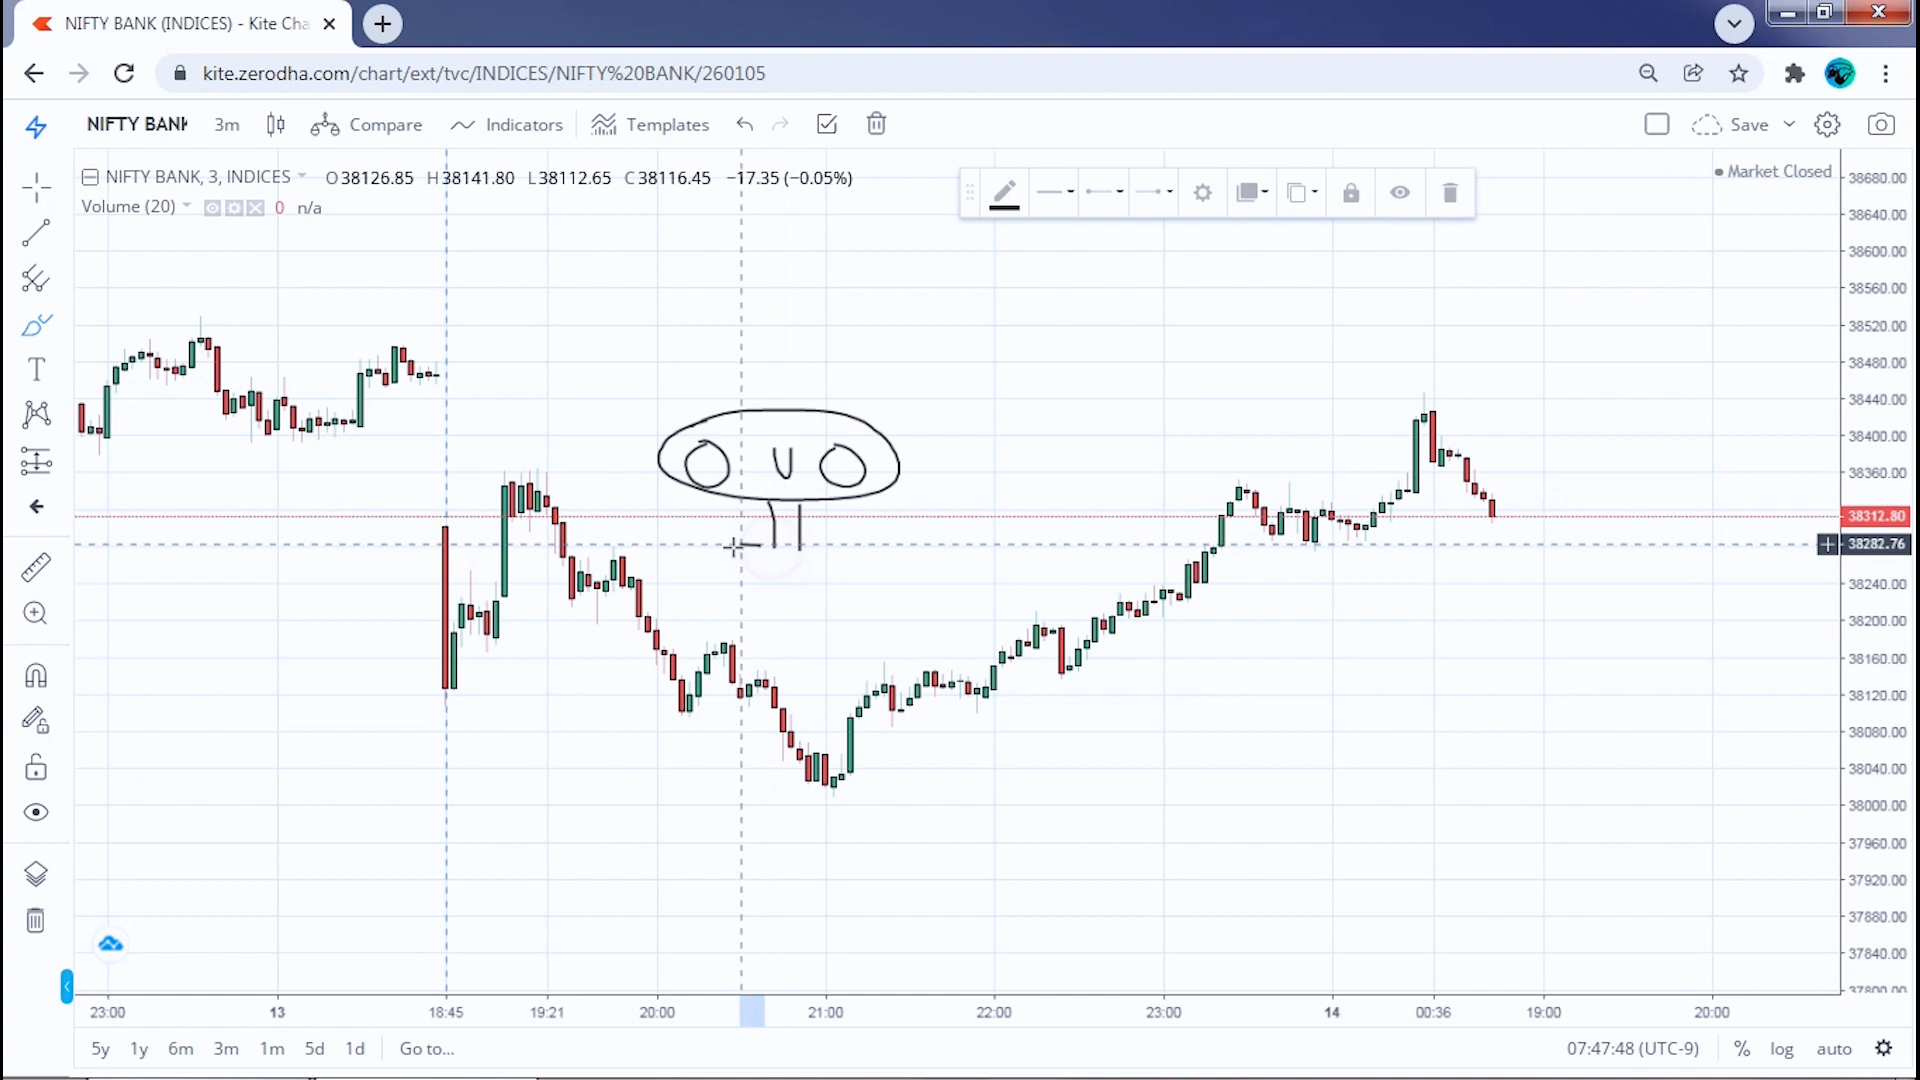 NIFTY BANK (INDICES) - Kite Cha
kite.zerodha.com/chart/ext/tvc/INDICES/NIFTY%20BANK/260105
NIFTY BANK 3m Compare Indicators Templates Save
NIFTY BANK, 3, INDICES O38126.85 H38141.80 L38112.65 C38116.45 −17.35 (−0.05%)
Market Closed
Volume (20) 0 n/a
38680.00
38640.00
38600.00
38560.00
38520.00
38480.00
38440.00
38400.00
38360.00
38312.80
38282.76
38240.00
38200.00
38160.00
38120.00
38080.00
38040.00
38000.00
37960.00
37920.00
37880.00
37840.00
37800.00
23:00 13 18:45 19:21 20:00 21:00 22:00 23:00 14 00:36 19:00 20:00
5y 1y 6m 3m 1m 5d 1d Go to... 07:47:48 (UTC-9) % log auto